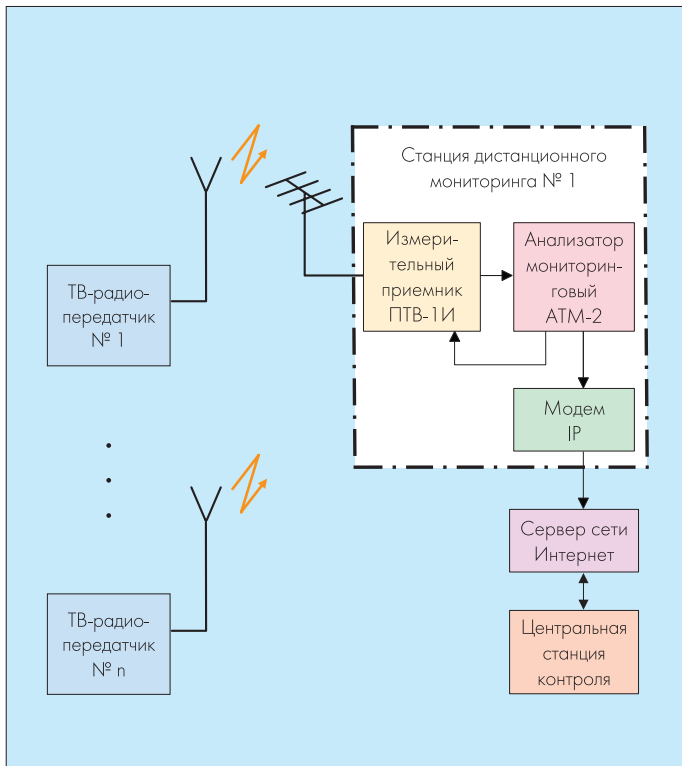 Станция дистанционного
мониторинга № 1
Измери-
тельный
приемник
ПТВ-1И
Анализатор
мониторин-
говый
АТМ-2
ТВ-радио-
передатчик
№ 1
Модем
IP
Сервер сети
Интернет
ТВ-радио-
передатчик
№ n
Центральная
станция
контроля